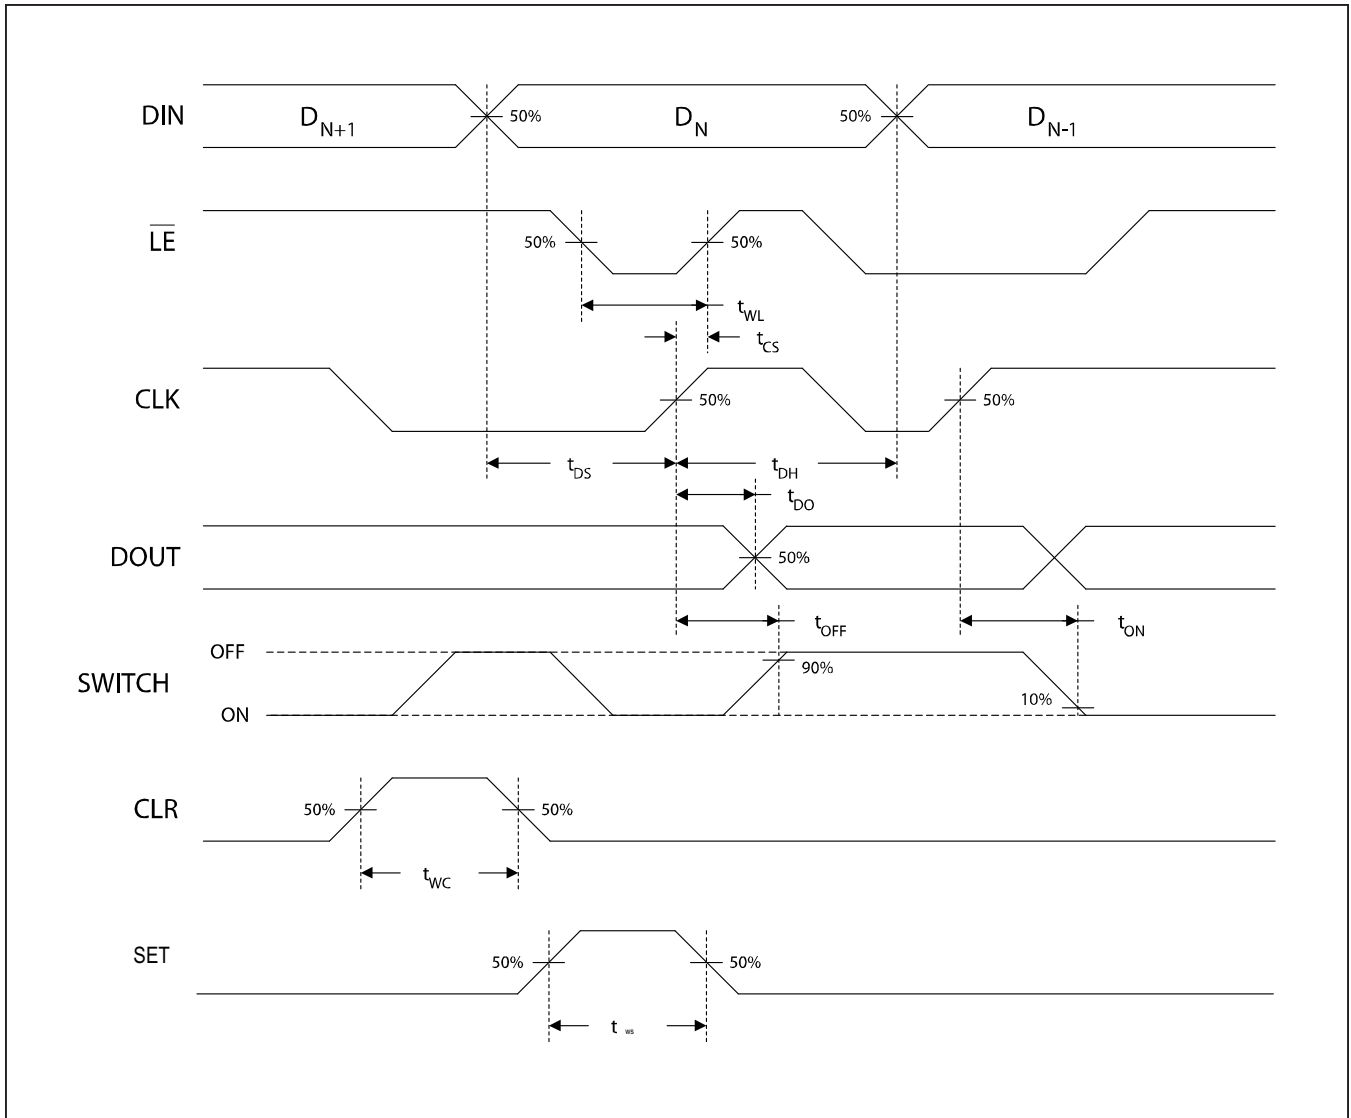 DIN D_N+1 50% D_N 50% D_N-1
LE 50% 50%
t_WL
t_CS
CLK 50% 50%
t_DS t_DH
t_DO
DOUT 50%
t_OFF t_ON
OFF
90%
SWITCH
10%
ON
CLR 50% 50%
t_WC
SET 50% 50%
t_ws